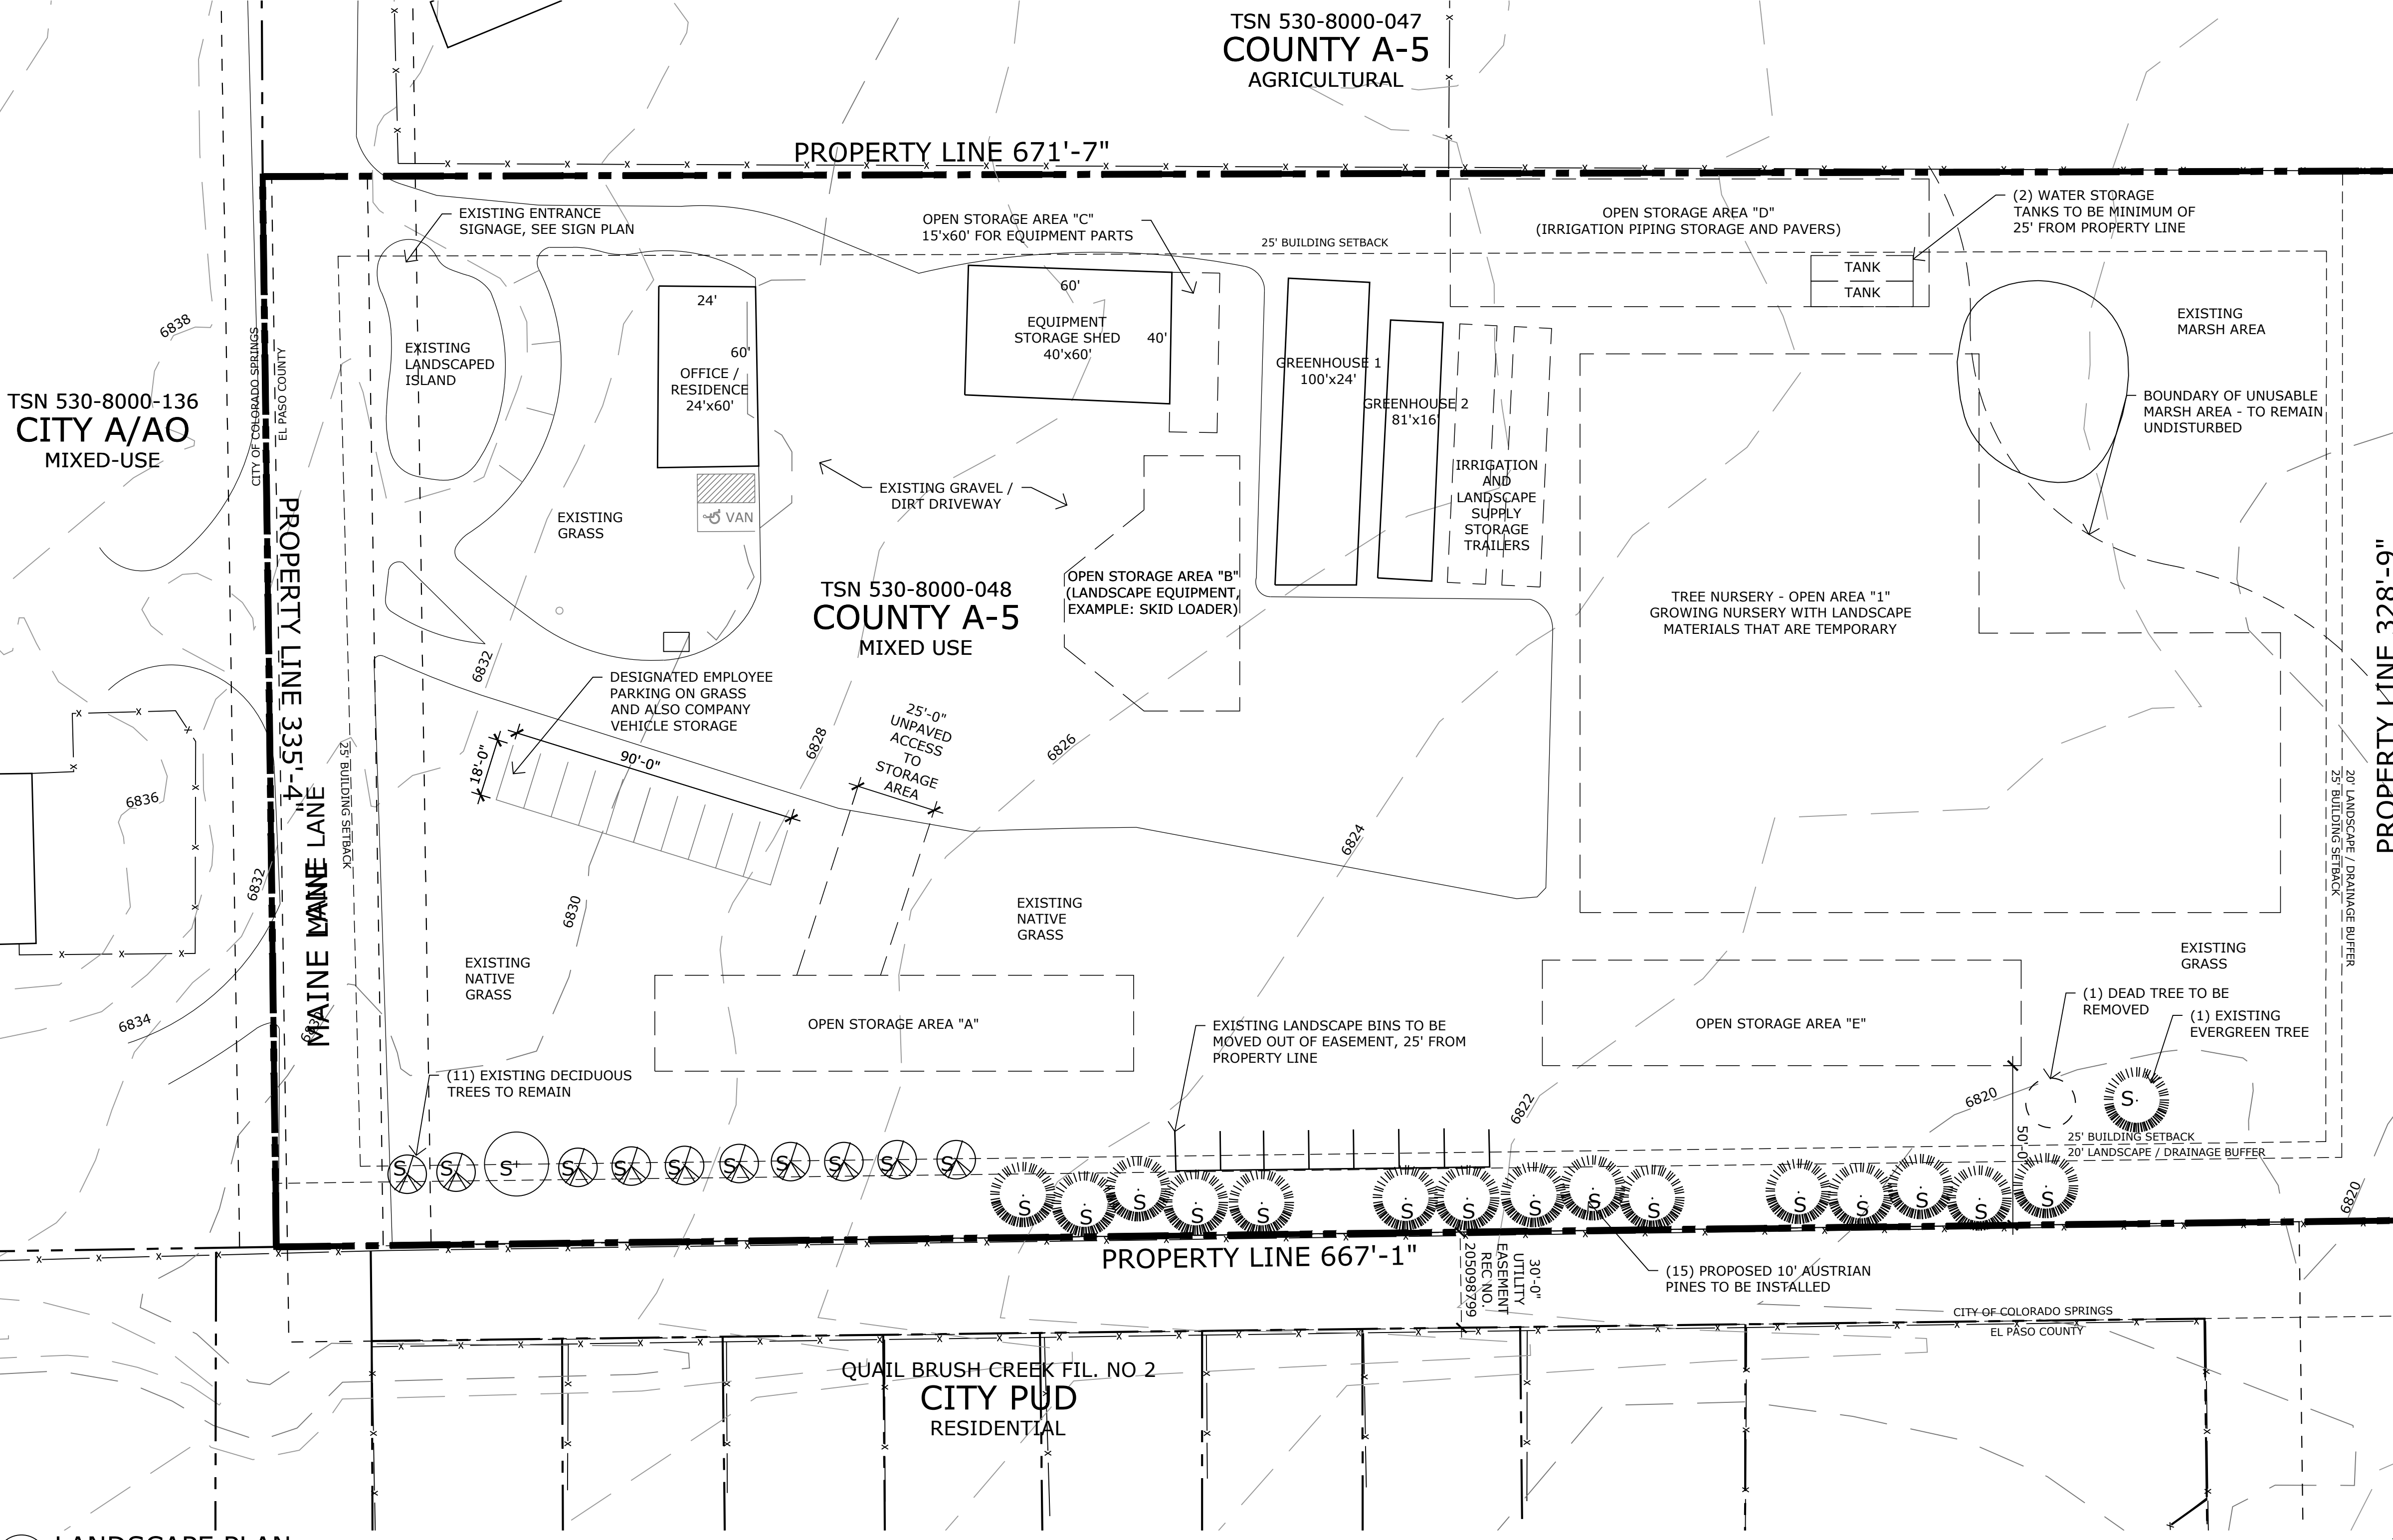 TSN 530-8000-047
COUNTY A-5
AGRICULTURAL
PROPERTY LINE 671'-7"
EXISTING ENTRANCE
SIGNAGE, SEE SIGN PLAN
OPEN STORAGE AREA "C"
15'x60' FOR EQUIPMENT PARTS
25' BUILDING SETBACK
OPEN STORAGE AREA "D"
(IRRIGATION PIPING STORAGE AND PAVERS)
(2) WATER STORAGE
TANKS TO BE MINIMUM OF
25' FROM PROPERTY LINE
TANK
TANK
EXISTING
MARSH AREA
6838
CITY OF COLORADO SPRINGS
EL PASO COUNTY
EXISTING
LANDSCAPED
ISLAND
24'
60'
OFFICE /
RESIDENCE
24'x60'
60'
EQUIPMENT
STORAGE SHED
40'x60'
40'
GREENHOUSE 1
100'x24'
GREENHOUSE 2
81'x16'
TSN 530-8000-136
CITY A/AO
MIXED-USE
BOUNDARY OF UNUSABLE
MARSH AREA - TO REMAIN
UNDISTURBED
IRRIGATION
AND
LANDSCAPE
SUPPLY
STORAGE
TRAILERS
EXISTING GRAVEL /
DIRT DRIVEWAY
VAN
EXISTING
GRASS
PROPERTY LINE 335'-4"
PROPERTY LINE 328'-9"
TSN 530-8000-048
COUNTY A-5
MIXED USE
OPEN STORAGE AREA "B"
(LANDSCAPE EQUIPMENT,
EXAMPLE: SKID LOADER)
TREE NURSERY - OPEN AREA "1"
GROWING NURSERY WITH LANDSCAPE
MATERIALS THAT ARE TEMPORARY
6832
DESIGNATED EMPLOYEE
PARKING ON GRASS
AND ALSO COMPANY
VEHICLE STORAGE
25'-0"
UNPAVED
ACCESS
TO
STORAGE
AREA
18'-0"
90'-0"
6828
6826
6824
25' BUILDING SETBACK
20' LANDSCAPE / DRAINAGE BUFFER
25' BUILDING SETBACK
6836
6832
MAINE LANE
MAINE LANE
6830
EXISTING
NATIVE
GRASS
EXISTING
NATIVE
GRASS
EXISTING
GRASS
6834
OPEN STORAGE AREA "A"
EXISTING LANDSCAPE BINS TO BE
MOVED OUT OF EASEMENT, 25' FROM
PROPERTY LINE
OPEN STORAGE AREA "E"
(1) DEAD TREE TO BE
REMOVED
(1) EXISTING
EVERGREEN TREE
(11) EXISTING DECIDUOUS
TREES TO REMAIN
6822
6820
50'-0"
S
25' BUILDING SETBACK
20' LANDSCAPE / DRAINAGE BUFFER
S S S S S S S S S S S
S S S S S S S S S S S S S S S
6820
PROPERTY LINE 667'-1"
30'-0"
UTILITY
EASEMENT
REC NO.
205098799
(15) PROPOSED 10' AUSTRIAN
PINES TO BE INSTALLED
CITY OF COLORADO SPRINGS
EL PASO COUNTY
QUAIL BRUSH CREEK FIL. NO 2
CITY PUD
RESIDENTIAL
LANDSCAPE PLAN